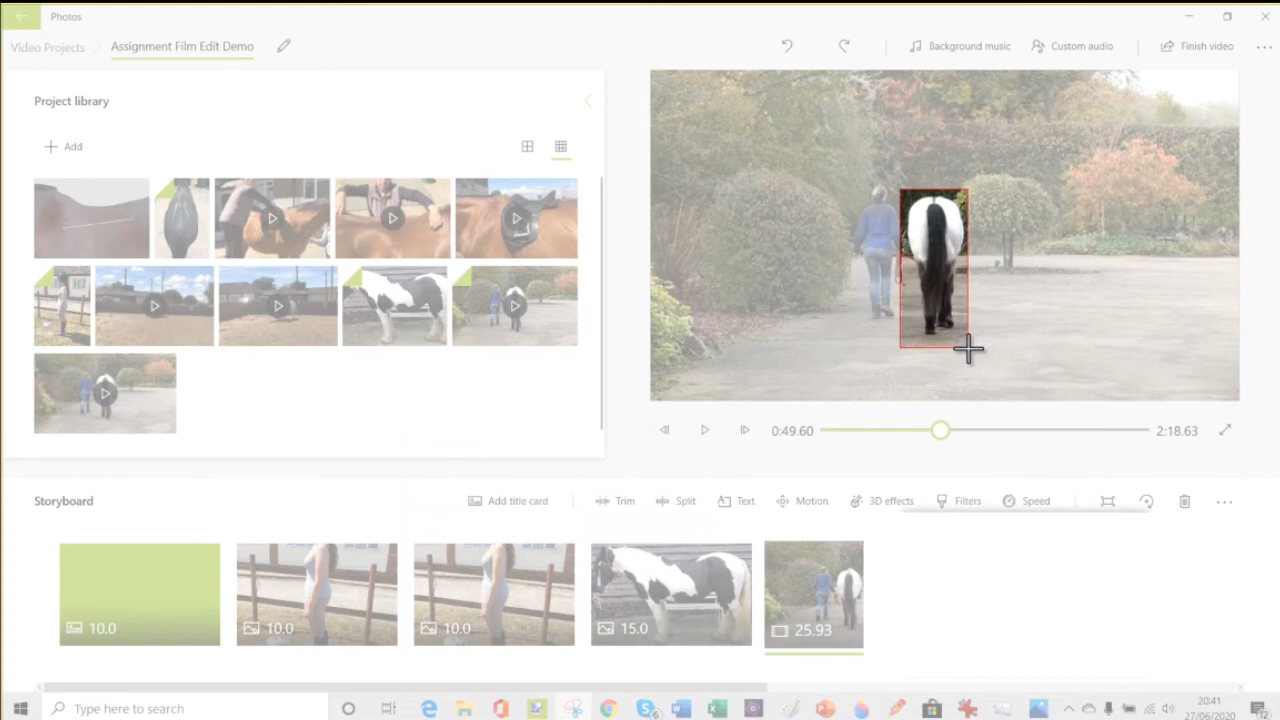 Photos
Video Projects > Assignment Film Edit Demo
Background music Custom audio Finish video
Project library
Add
0:49.60 2:18.63
Storyboard
Add title card Trim Split Text Motion 3D effects Filters Speed
10.0 10.0 10.0 15.0 25.93
Type here to search
20:41
27/06/2020